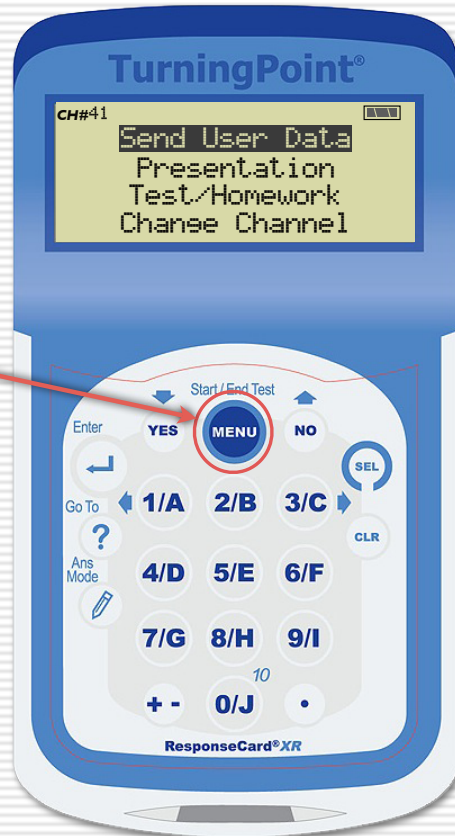 TurningPoint®
CH#41
Send User Data
Presentation
Test/Homework
Change Channel
Start / End Test
Enter
YES
MENU
NO
SEL
Go To
1/A
2/B
3/C
?
CLR
Ans
Mode
4/D
5/E
6/F
7/G
8/H
9/I
10
+ -
0/J
•
ResponseCard®XR